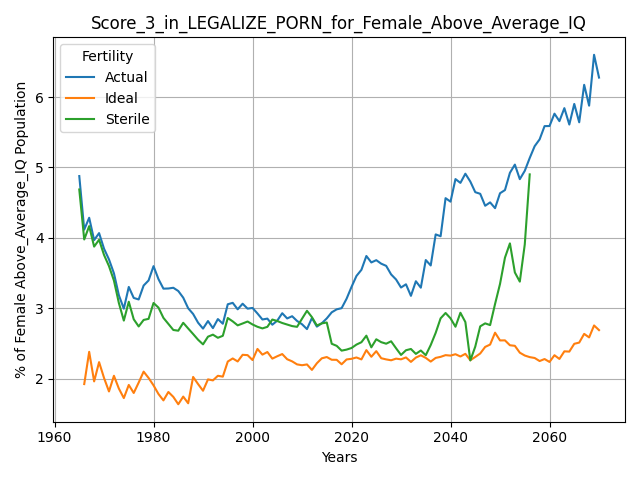 Score_3_in_LEGALIZE_PORN_for_Female_Above_Average_IQ
Fertility
Actual
Ideal
Sterile
% of Female Above_Average_IQ Population
6
5
4
3
2
1960
1980
2000
2020
2040
2060
Years